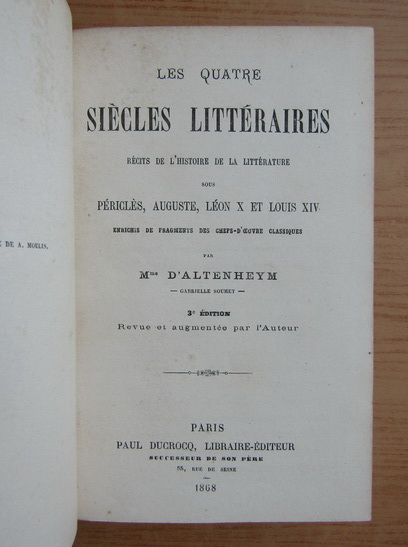 LES QUATRE
SIÈCLES LITTÉRAIRES
RÉCITS DE L'HISTOIRE DE LA LITTÉRATURE
SOUS
PÉRICLÈS, AUGUSTE, LÉON X ET LOUIS XIV
ENRICHIS DE FRAGMENTS DES CHEFS-D'ŒUVRE CLASSIQUES
PAR
Mme D'ALTENHEYM
— GABRIELLE SOUMET —
3e ÉDITION
Revue et augmentée par l'Auteur
PARIS
PAUL DUCROCQ, LIBRAIRE-ÉDITEUR
SUCCESSEUR DE SON PÈRE
55, RUE DE SEINE
1868
DE A. MOULIN.